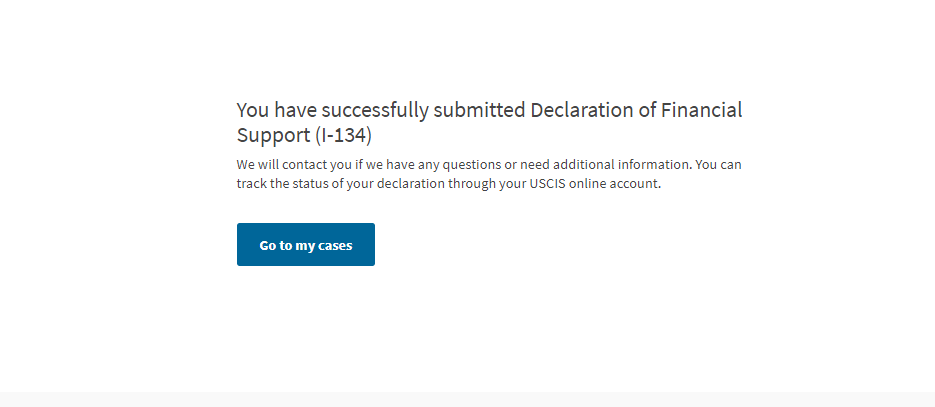 You have successfully submitted Declaration of Financial
Support (I-134)
We will contact you if we have any questions or need additional information. You can
track the status of your declaration through your USCIS online account.
Go to my cases